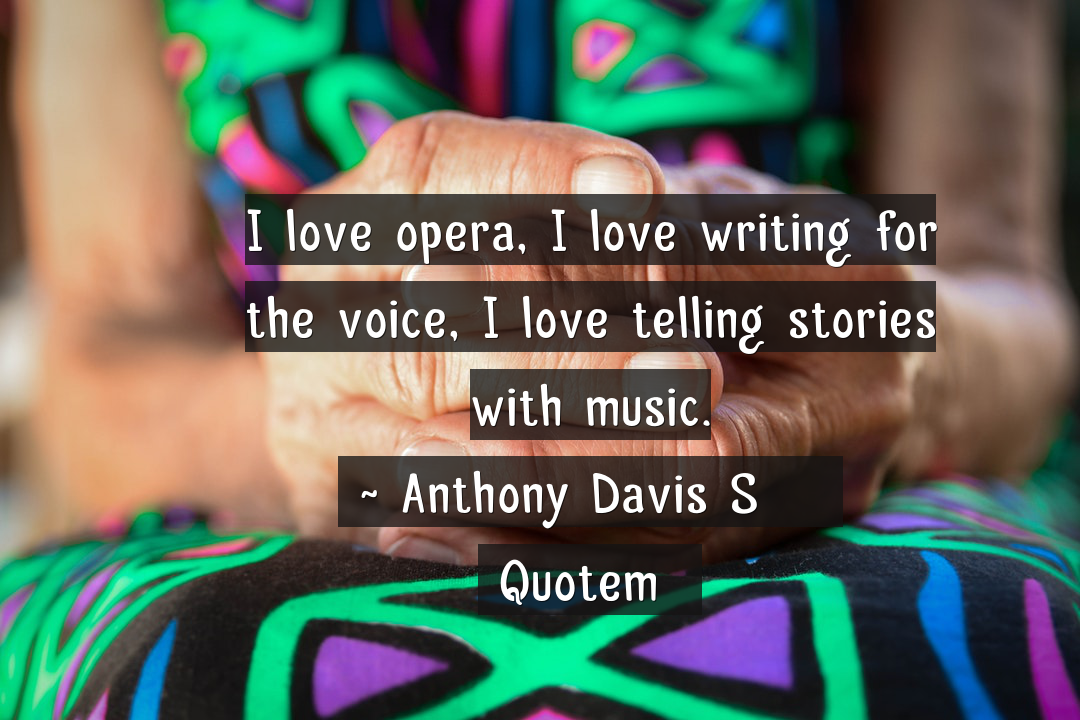 I love opera, I love writing for
the voice, I love telling stories
with music.
~ Anthony Davis S
Quotem